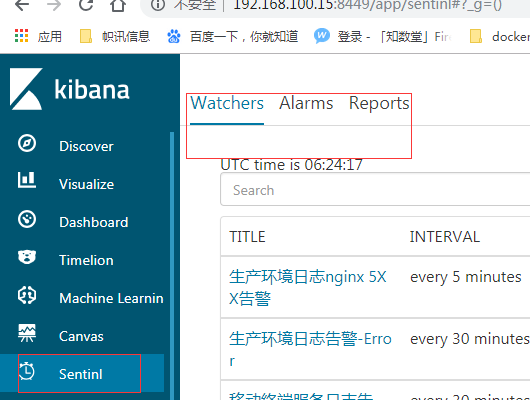 不安全 192.168.100.15:8449/app/sentinl#?_g=()
应用 帜讯信息 百度一下，你就知道 登录 - 「知数堂」Fir docker
kibana
Watchers Alarms Reports
Discover
UTC time is 06:24:17
Visualize
Search
Dashboard
TITLE INTERVAL
Timelion
生产环境日志nginx 5X
X告警
every 5 minutes
Machine Learnin
Canvas
生产环境日志告警-Erro
r
every 30 minutes
Sentinl
移动终端服务日志告
every 30 minutes